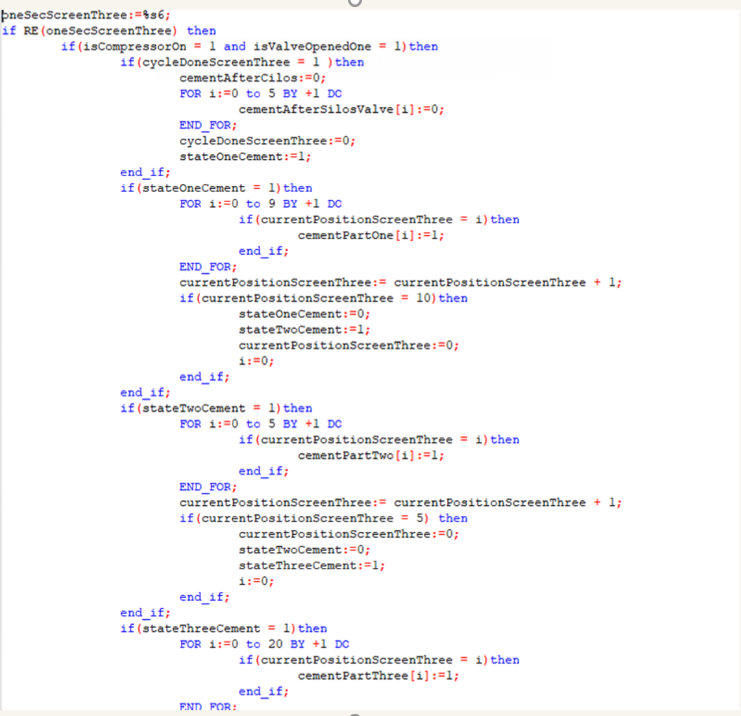 oneSecScreenThree:=%s6;
if RE(oneSecScreenThree) then
if(isCompressorOn = 1 and isValveOpenedOne = 1)then
if(cycleDoneScreenThree = 1 )then
cementAfterCilos:=0;
FOR i:=0 to 5 BY +1 DO
cementAfterSilosValve[i]:=0;
END_FOR;
cycleDoneScreenThree:=0;
stateOneCement:=1;
end_if;
if(stateOneCement = 1)then
FOR i:=0 to 9 BY +1 DO
if(currentPositionScreenThree = i)then
cementPartOne[i]:=1;
end_if;
END_FOR;
currentPositionScreenThree:= currentPositionScreenThree + 1;
if(currentPositionScreenThree = 10)then
stateOneCement:=0;
stateTwoCement:=1;
currentPositionScreenThree:=0;
i:=0;
end_if;
end_if;
if(stateTwoCement = 1)then
FOR i:=0 to 5 BY +1 DO
if(currentPositionScreenThree = i)then
cementPartTwo[i]:=1;
end_if;
END_FOR;
currentPositionScreenThree:= currentPositionScreenThree + 1;
if(currentPositionScreenThree = 5) then
currentPositionScreenThree:=0;
stateTwoCement:=0;
stateThreeCement:=1;
i:=0;
end_if;
end_if;
if(stateThreeCement = 1)then
FOR i:=0 to 20 BY +1 DO
if(currentPositionScreenThree = i)then
cementPartThree[i]:=1;
end_if;
END_FOR;